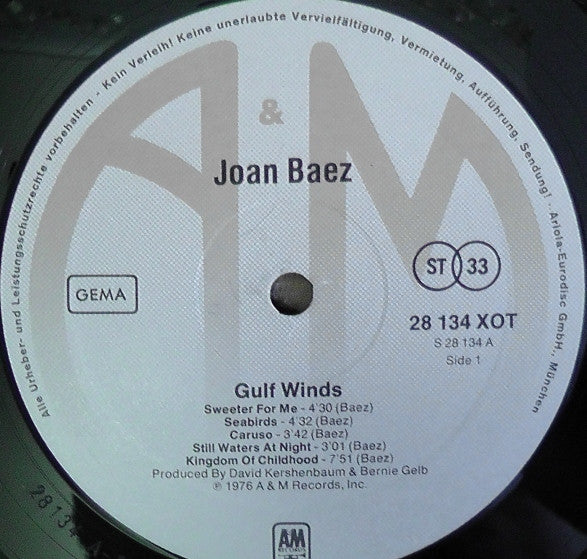 Alle Urheber- und Leistungsschutzrechte vorbehalten - Kein Verleih! Keine unerlaubte Vervielfältigung, Vermietung, Aufführung, Sendung! · Ariola-Eurodisc GmbH., München
A & M
Joan Baez
GEMA
ST 33
28 134 XOT
S 28 134 A
Side 1
Gulf Winds
Sweeter For Me - 4'30 (Baez)
Seabirds - 4'32 (Baez)
Caruso - 3'42 (Baez)
Still Waters At Night - 3'01 (Baez)
Kingdom Of Childhood - 7'51 (Baez)
Produced By David Kershenbaum & Bernie Gelb
℗ 1976 A & M Records, Inc.
AM
RECORDS
28134